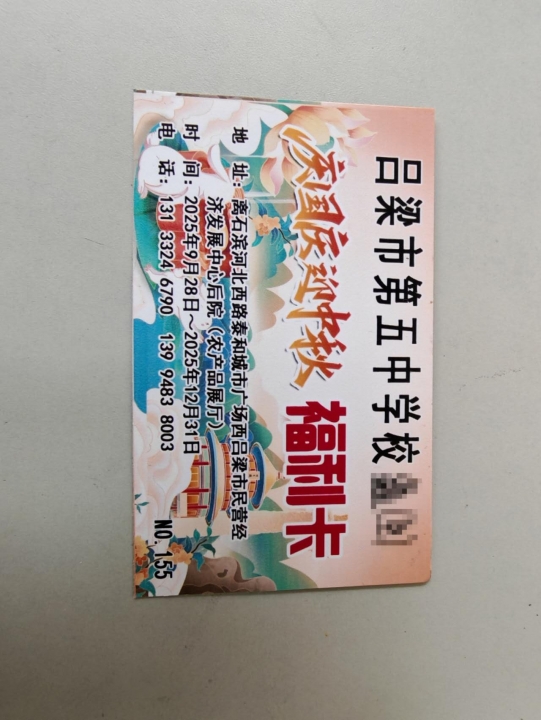 吕梁市第五中学校
庆国庆迎中秋 福利卡
地 址：离石滨河北西路泰和城市广场西吕梁市民营经
济发展中心后院（农产品展厅）
时 间：2025年9月28日～2025年12月31日
电 话：131 3324 6790 139 9483 8003
NO. 155